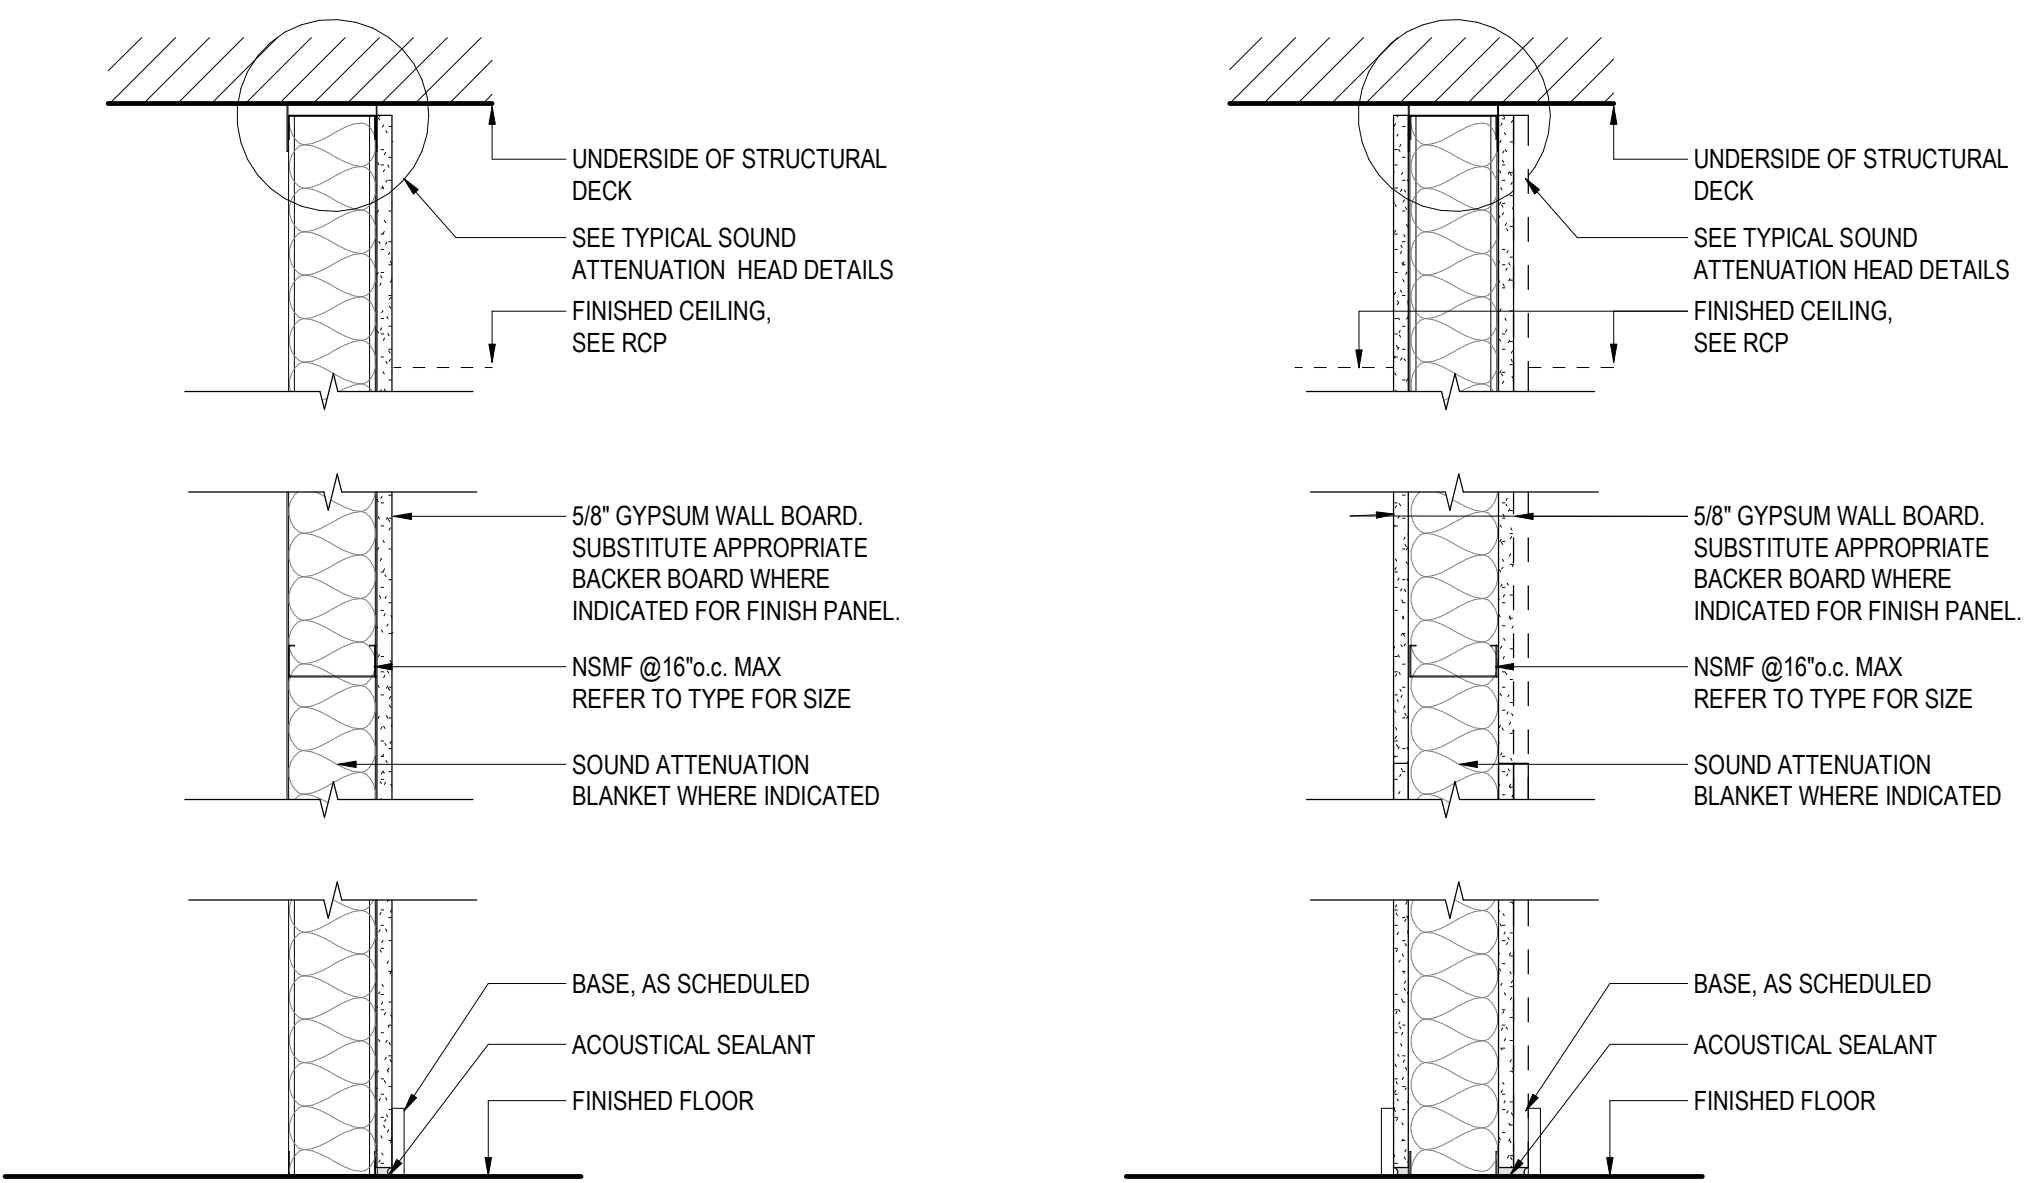 UNDERSIDE OF STRUCTURAL
DECK
SEE TYPICAL SOUND
ATTENUATION HEAD DETAILS
FINISHED CEILING,
SEE RCP
5/8" GYPSUM WALL BOARD.
SUBSTITUTE APPROPRIATE
BACKER BOARD WHERE
INDICATED FOR FINISH PANEL.
NSMF @16"o.c. MAX
REFER TO TYPE FOR SIZE
SOUND ATTENUATION
BLANKET WHERE INDICATED
BASE, AS SCHEDULED
ACOUSTICAL SEALANT
FINISHED FLOOR
UNDERSIDE OF STRUCTURAL
DECK
SEE TYPICAL SOUND
ATTENUATION HEAD DETAILS
FINISHED CEILING,
SEE RCP
5/8" GYPSUM WALL BOARD.
SUBSTITUTE APPROPRIATE
BACKER BOARD WHERE
INDICATED FOR FINISH PANEL.
NSMF @16"o.c. MAX
REFER TO TYPE FOR SIZE
SOUND ATTENUATION
BLANKET WHERE INDICATED
BASE, AS SCHEDULED
ACOUSTICAL SEALANT
FINISHED FLOOR